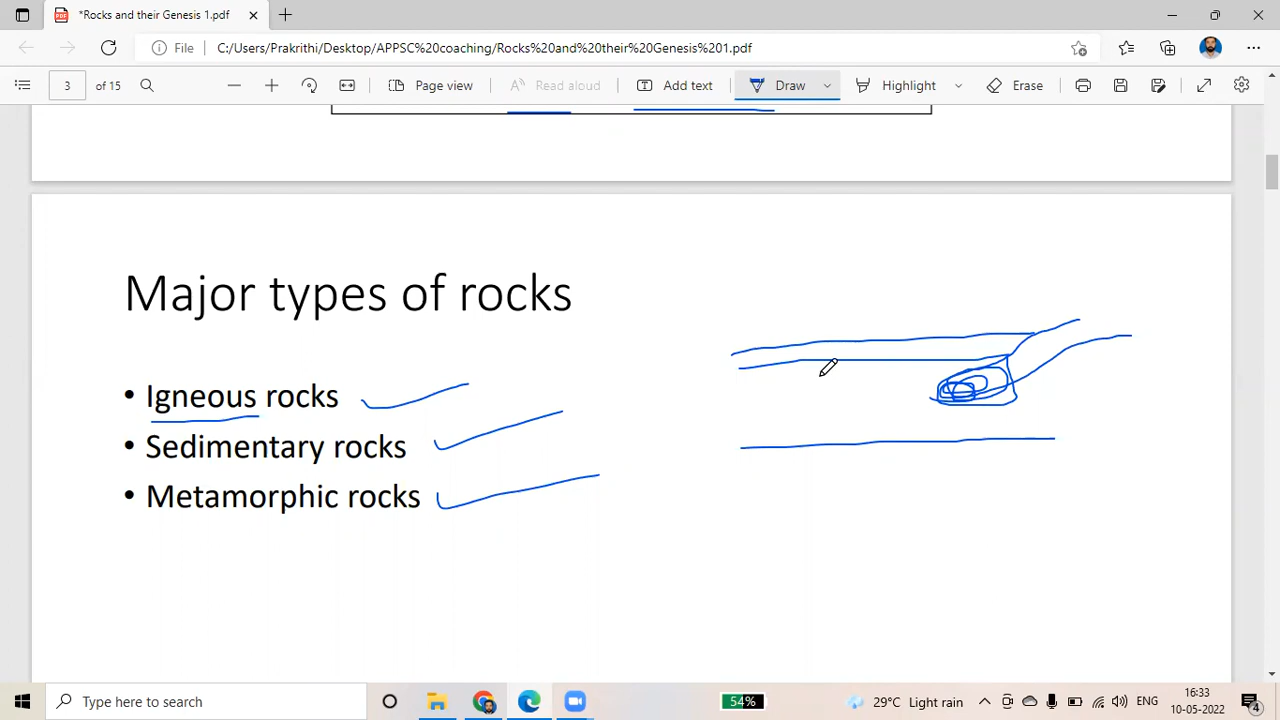 *Rocks and their Genesis 1.pdf
File C:/Users/Prakrithi/Desktop/APPSC%20coaching/Rocks%20and%20their%20Genesis%201.pdf
3 of 15 Page view Read aloud Add text Draw Highlight Erase
Major types of rocks
• Igneous rocks
• Sedimentary rocks
• Metamorphic rocks
Type here to search 54% 29°C Light rain ENG 16:33
10-05-2022 4